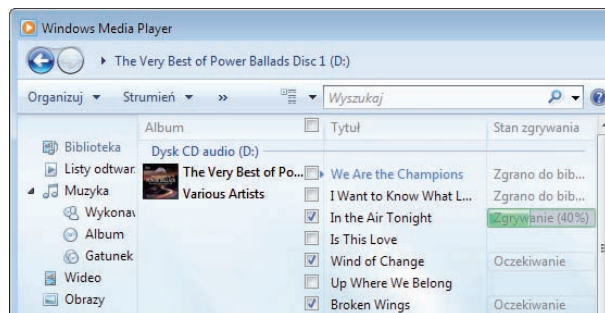 Windows Media Player
The Very Best of Power Ballads Disc 1 (D:)
Organizuj Strumień » Wyszukaj
Album Tytuł Stan zgrywania
Biblioteka Dysk CD audio (D:)
Listy odtwar The Very Best of Po... We Are the Champions Zgrano do bib...
Muzyka Various Artists I Want to Know What L... Zgrano do bib...
Wykona In the Air Tonight Zgrywanie (40%)
Album Is This Love
Gatunek Wind of Change Oczekiwanie
Wideo Up Where We Belong
Obrazy Broken Wings Oczekiwanie